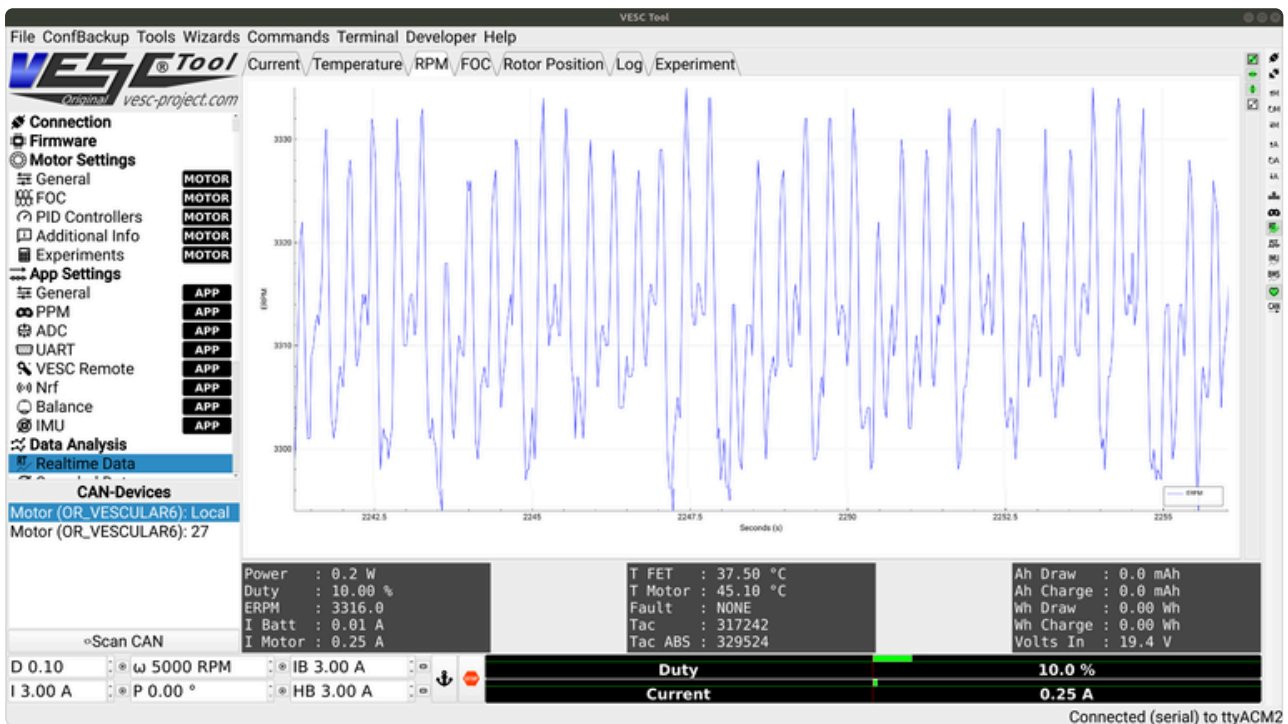 VESC Tool
File ConfBackup Tools Wizards Commands Terminal Developer Help
VESC® Tool
Original vesc-project.com
Current Temperature RPM FOC Rotor Position Log Experiment
Connection
Firmware
Motor Settings
General MOTOR
FOC MOTOR
PID Controllers MOTOR
Additional Info MOTOR
Experiments MOTOR
App Settings
General APP
PPM APP
ADC APP
UART APP
VESC Remote APP
Nrf APP
Balance APP
IMU APP
Data Analysis
RT Realtime Data
CAN-Devices
Motor (OR_VESCULAR6): Local
Motor (OR_VESCULAR6): 27
Scan CAN
3330
3320
3310
3300
ERPM
2242.5 2245 2247.5 2250 2252.5 2255
Seconds (s)
ERPM
Power : 0.2 W
Duty : 10.00 %
ERPM : 3316.0
I Batt : 0.01 A
I Motor : 0.25 A
T FET : 37.50 °C
T Motor : 45.10 °C
Fault : NONE
Tac : 317242
Tac ABS : 329524
Ah Draw : 0.0 mAh
Ah Charge : 0.0 mAh
Wh Draw : 0.00 Wh
Wh Charge : 0.00 Wh
Volts In : 19.4 V
D 0.10 ω 5000 RPM IB 3.00 A
I 3.00 A P 0.00 ° HB 3.00 A
STOP
Duty 10.0 %
Current 0.25 A
Connected (serial) to ttyACM2